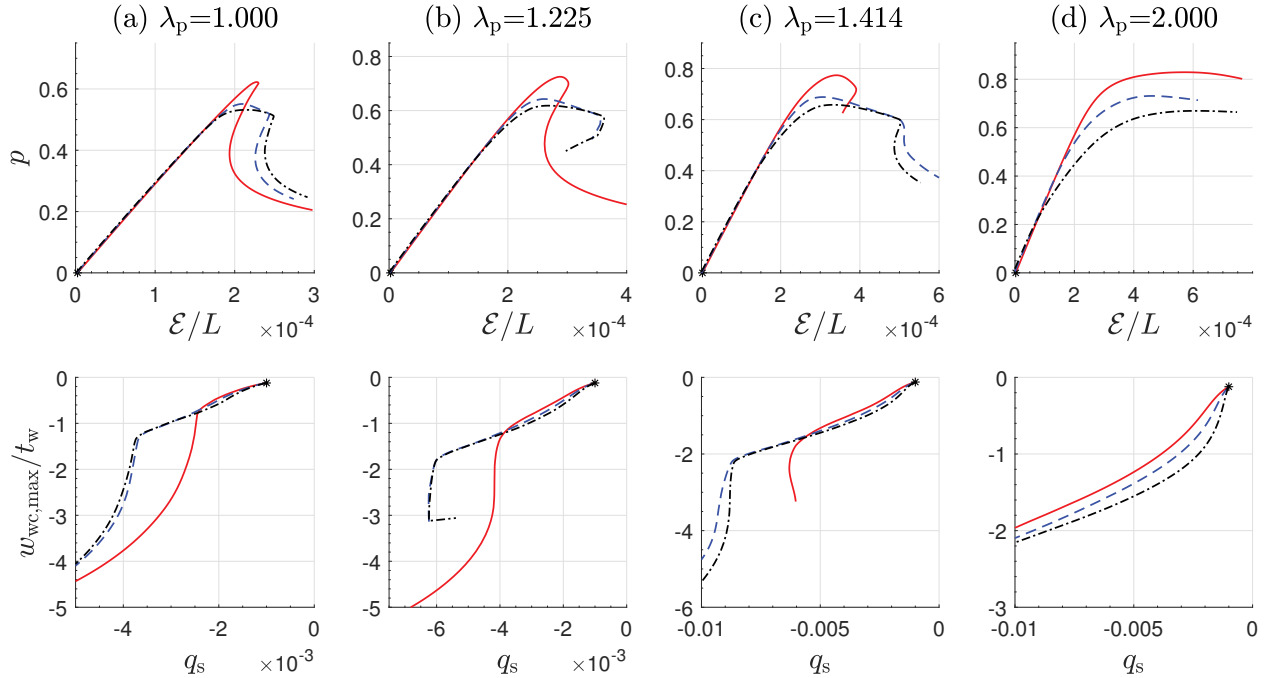 (a) λp=1.000
(b) λp=1.225
(c) λp=1.414
(d) λp=2.000
p
0.6
0.4
0.2
0
0 1 2 3
ℰ/L ×10⁻⁴
0.8
0.6
0.4
0.2
0
0 2 4
ℰ/L ×10⁻⁴
0.8
0.6
0.4
0.2
0
0 2 4 6
ℰ/L ×10⁻⁴
0.8
0.6
0.4
0.2
0
0 2 4 6
ℰ/L ×10⁻⁴
wwc,max/tw
0
-1
-2
-3
-4
-5
-4 -2 0
qs ×10⁻³
0
-1
-2
-3
-4
-5
-6 -4 -2 0
qs ×10⁻³
0
-2
-4
-6
-0.01 -0.005 0
qs
0
-1
-2
-3
-0.01 -0.005 0
qs